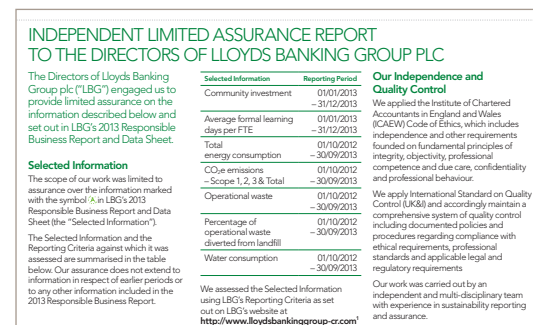 INDEPENDENT LIMITED ASSURANCE REPORT
TO THE DIRECTORS OF LLOYDS BANKING GROUP PLC
The Directors of Lloyds Banking
Group plc ("LBG") engaged us to
provide limited assurance on the
information described below and
set out in LBG's 2013 Responsible
Business Report and Data Sheet.
Selected Information
The scope of our work was limited to
assurance over the information marked
with the symbol Ⓐ in LBG's 2013
Responsible Business Report and Data
Sheet (the "Selected Information").
The Selected Information and the
Reporting Criteria against which it was
assessed are summarised in the table
below. Our assurance does not extend to
information in respect of earlier periods or
to any other information included in the
2013 Responsible Business Report.
Selected Information Reporting Period
Community investment 01/01/2013
– 31/12/2013
Average formal learning 01/01/2013
days per FTE – 31/12/2013
Total 01/10/2012
energy consumption – 30/09/2013
CO₂e emissions 01/10/2012
– Scope 1, 2, 3 & Total – 30/09/2013
Operational waste 01/10/2012
– 30/09/2013
Percentage of 01/10/2012
operational waste – 30/09/2013
diverted from landfill
Water consumption 01/10/2012
– 30/09/2013
We assessed the Selected Information
using LBG's Reporting Criteria as set
out on LBG's website at
http://www.lloydsbankinggroup-cr.com¹
Our Independence and
Quality Control
We applied the Institute of Chartered
Accountants in England and Wales
(ICAEW) Code of Ethics, which includes
independence and other requirements
founded on fundamental principles of
integrity, objectivity, professional
competence and due care, confidentiality
and professional behaviour.
We apply International Standard on Quality
Control (UK&I) and accordingly maintain a
comprehensive system of quality control
including documented policies and
procedures regarding compliance with
ethical requirements, professional
standards and applicable legal and
regulatory requirements
Our work was carried out by an
independent and multi-disciplinary team
with experience in sustainability reporting
and assurance.